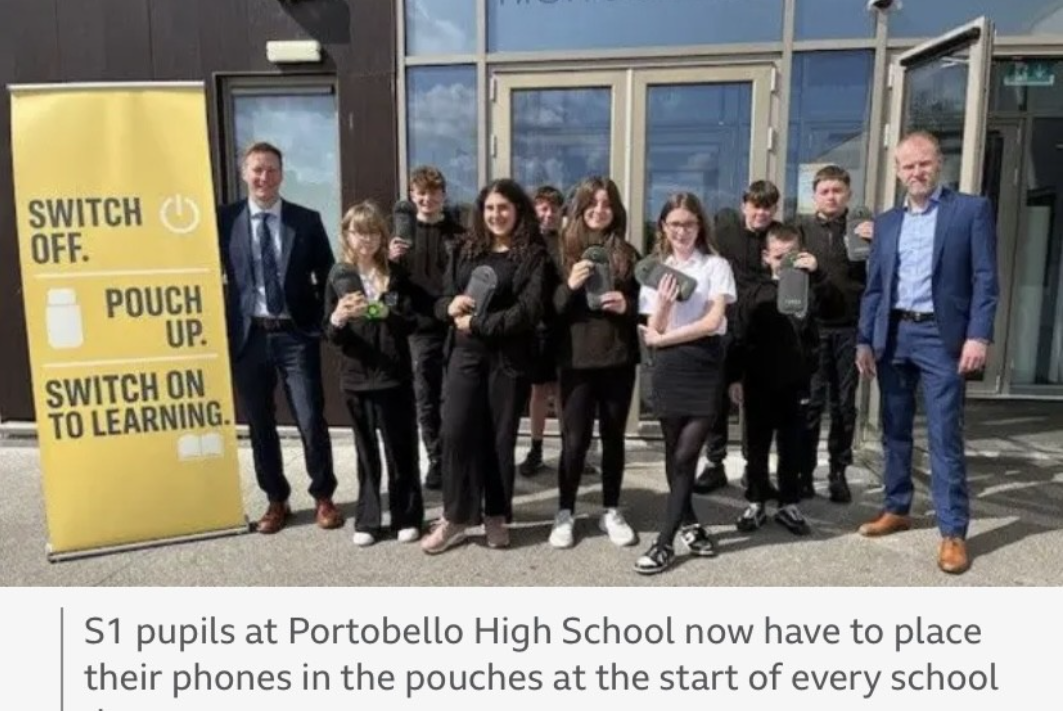 SWITCH
OFF.
POUCH
UP.
SWITCH ON
TO LEARNING.
S1 pupils at Portobello High School now have to place
their phones in the pouches at the start of every school